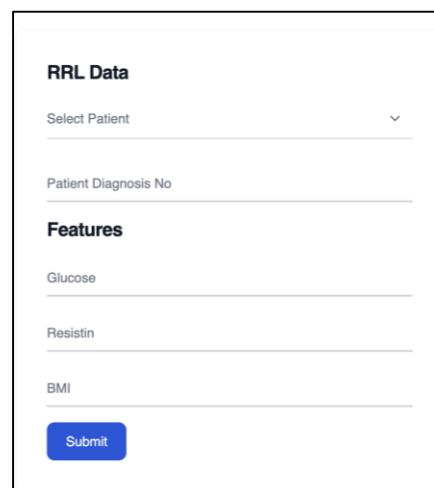 RRL Data
Select Patient
Patient Diagnosis No
Features
Glucose
Resistin
BMI
Submit